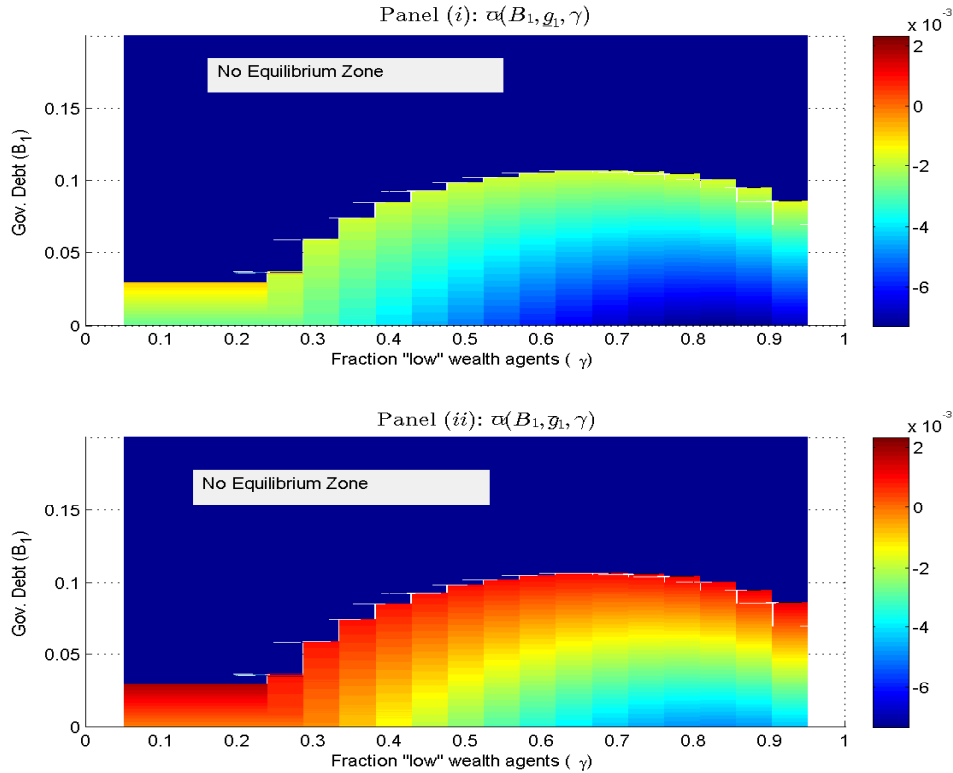 Panel (i): α̅(B₁, g̲₁, γ)
x 10⁻³
No Equilibrium Zone
Gov. Debt (B₁)
0.15
0.1
0.05
0
2
0
-2
-4
-6
0 0.1 0.2 0.3 0.4 0.5 0.6 0.7 0.8 0.9 1
Fraction "low" wealth agents ( γ)
Panel (ii): α̅(B₁, g̅₁, γ)
x 10⁻³
No Equilibrium Zone
Gov. Debt (B₁)
0.15
0.1
0.05
0
2
0
-2
-4
-6
0 0.1 0.2 0.3 0.4 0.5 0.6 0.7 0.8 0.9 1
Fraction "low" wealth agents ( γ)